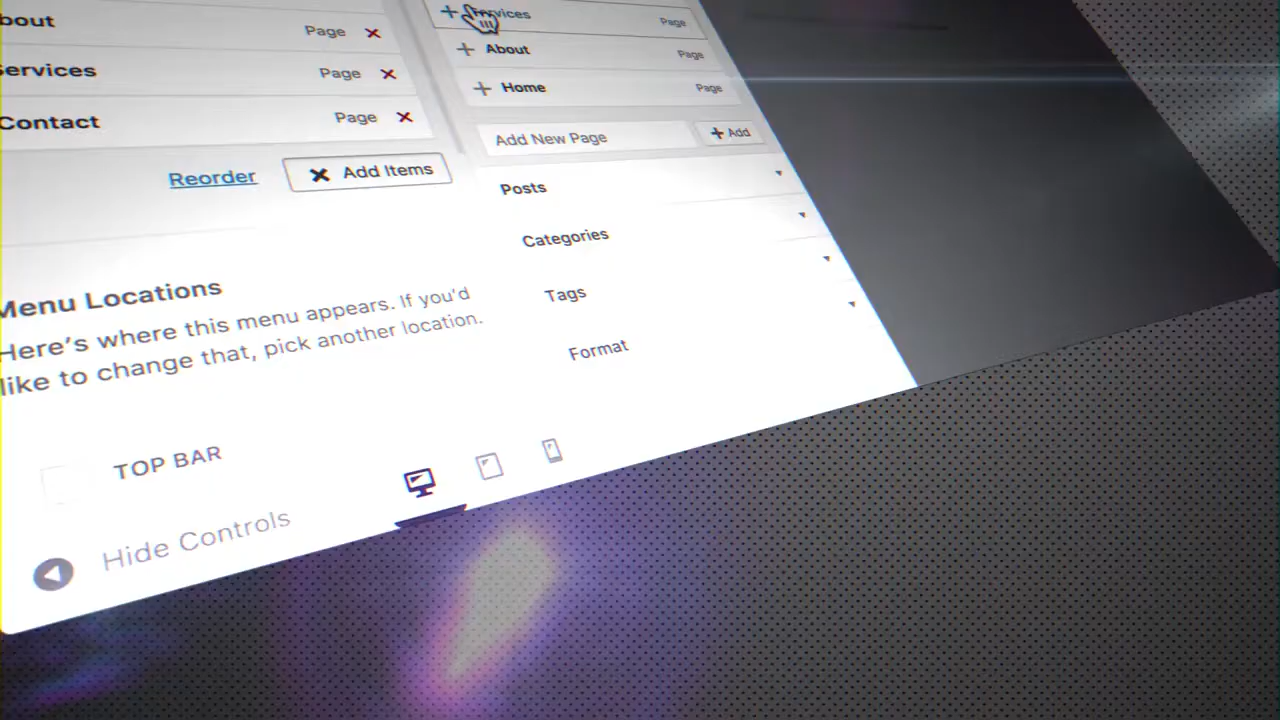 bout Page
ervices Page
Contact Page
Reorder Add Items
Menu Locations
Here's where this menu appears. If you'd
like to change that, pick another location.
TOP BAR
Hide Controls
Services Page
About Page
Home Page
Add New Page Add
Posts
Categories
Tags
Format